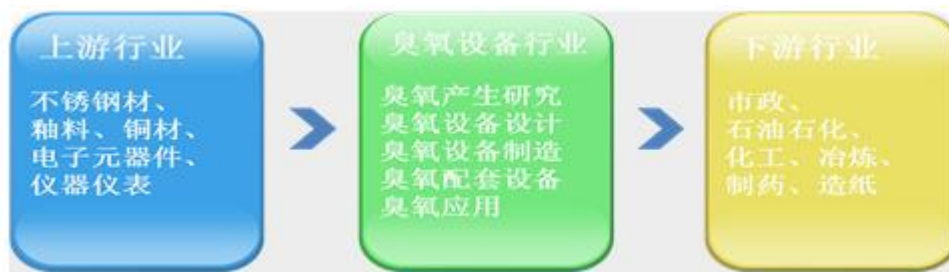 上游行业
不锈钢材、
釉料、铜材、
电子元器件、
仪器仪表
臭氧设备行业
臭氧产生研究
臭氧设备设计
臭氧设备制造
臭氧配套设备
臭氧应用
下游行业
市政、
石油石化、
化工、冶炼、
制药、造纸